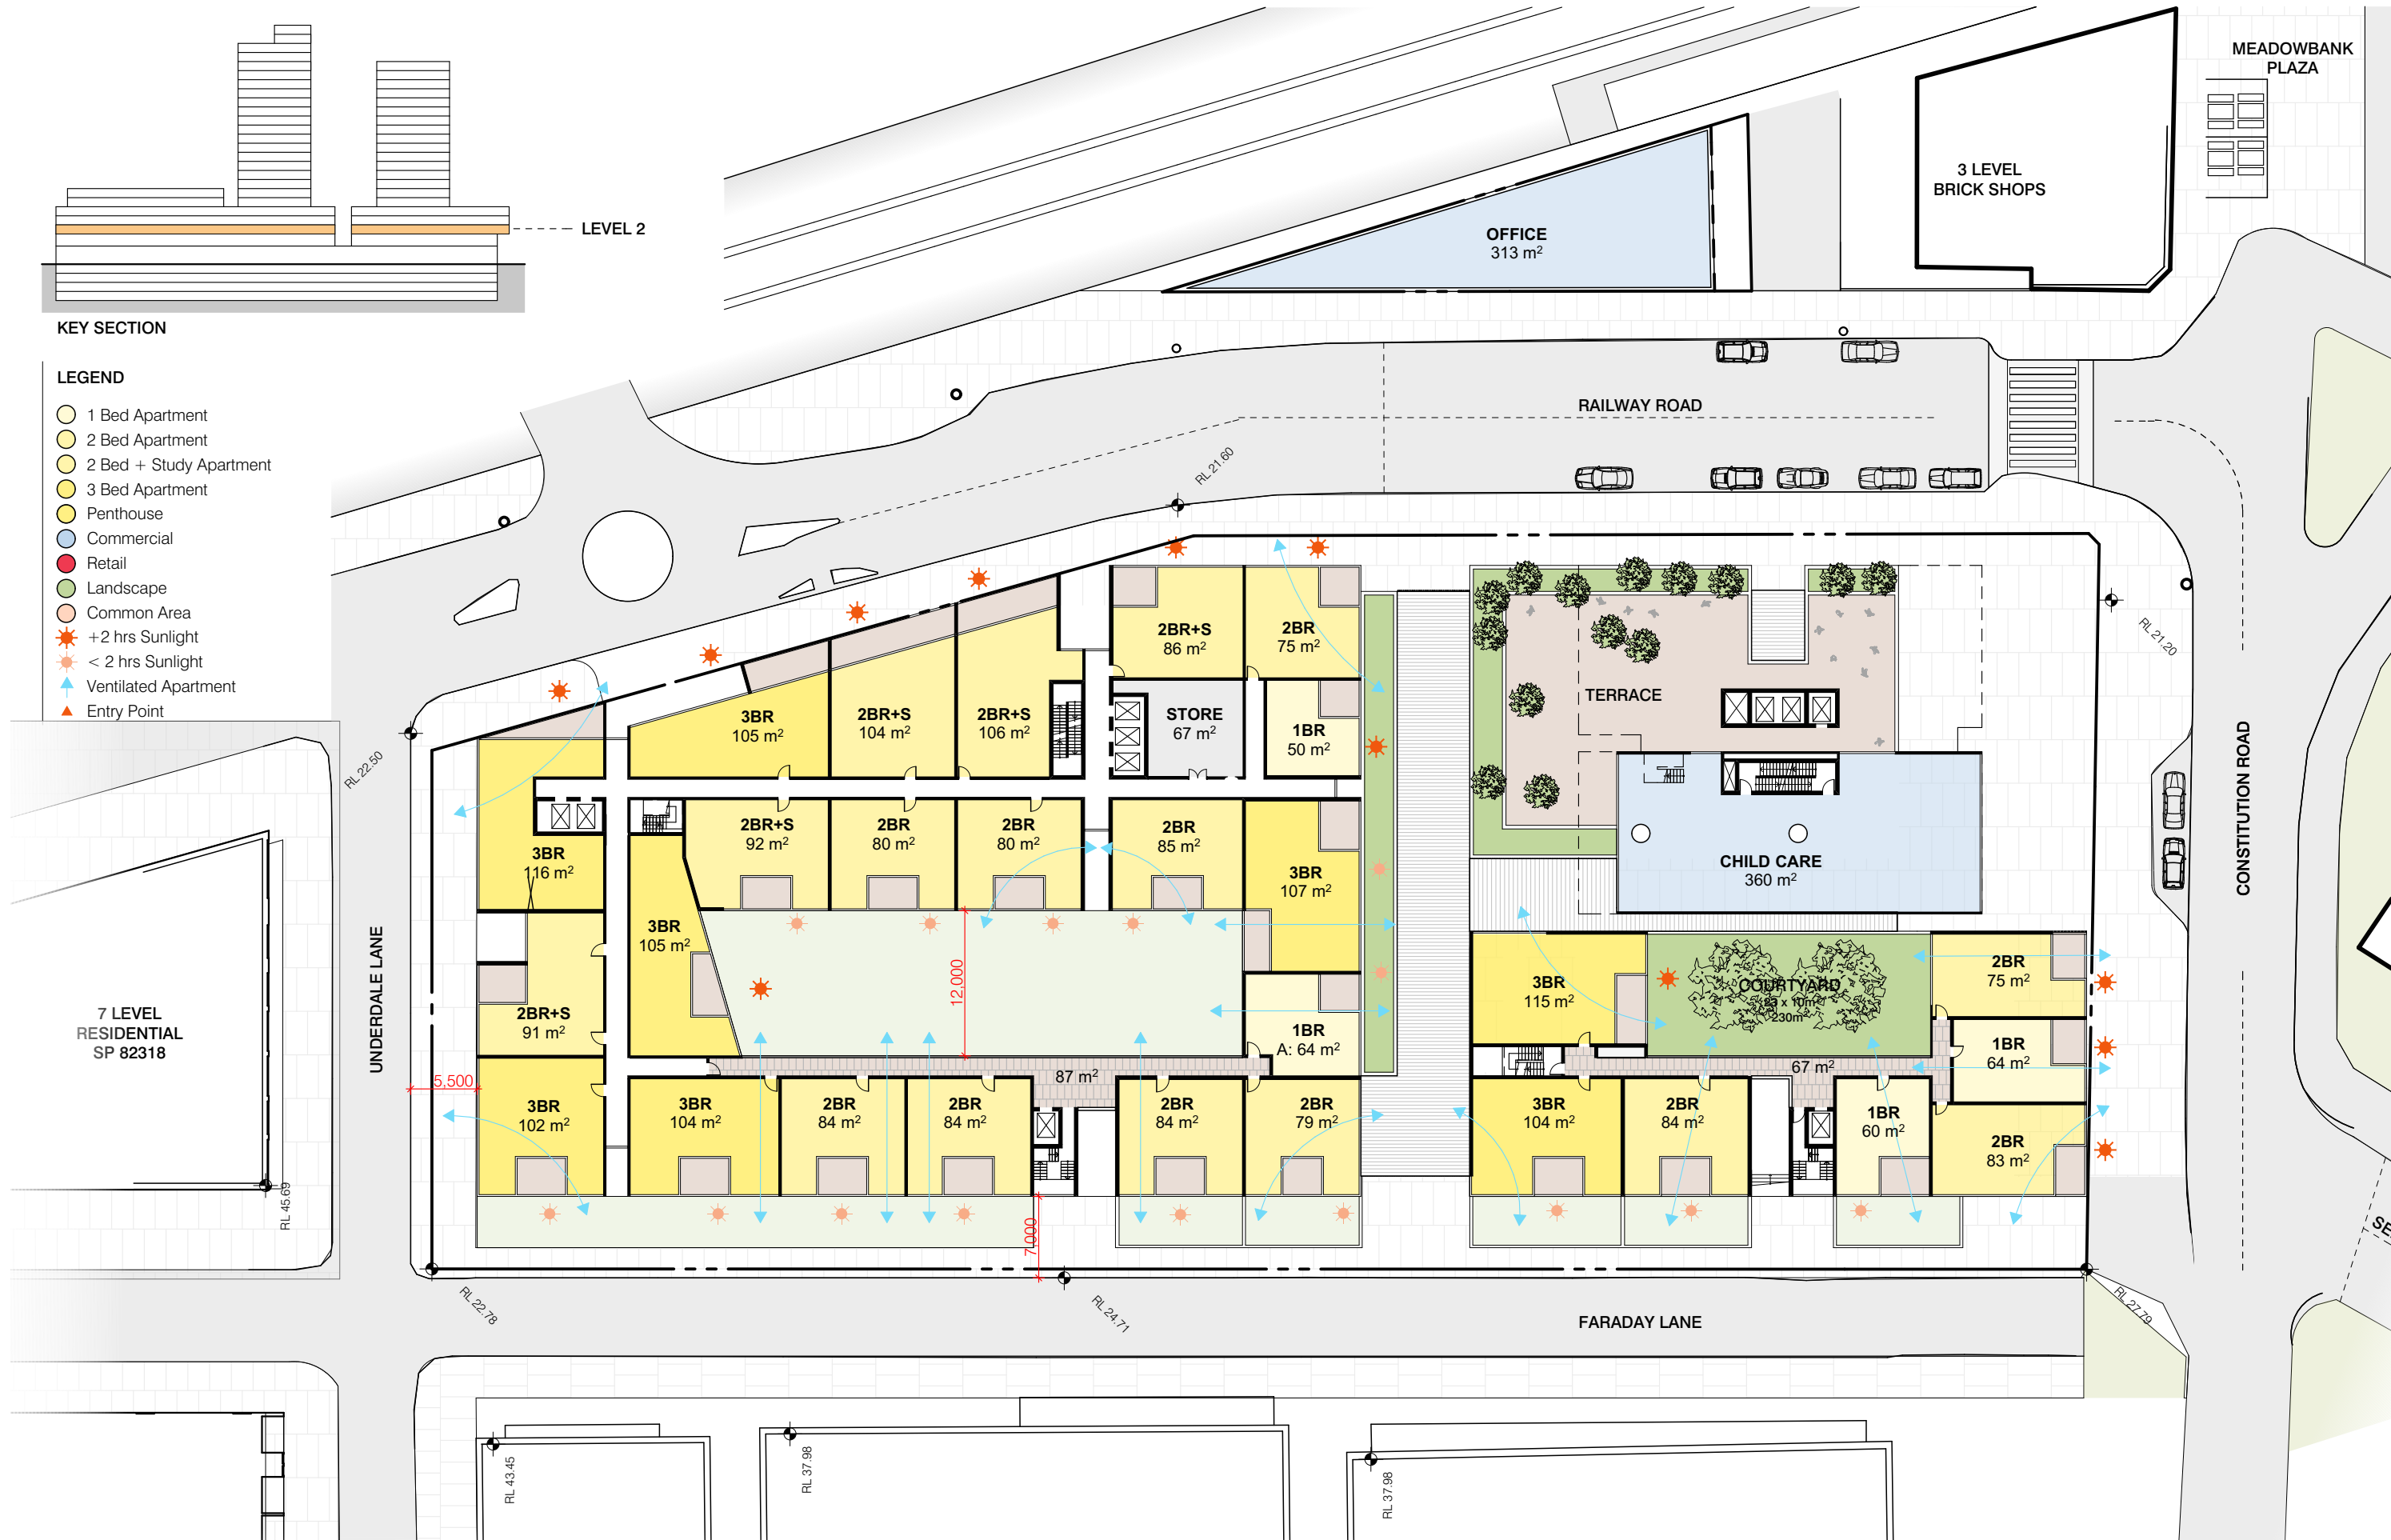 MEADOWBANK
PLAZA
3 LEVEL
BRICK SHOPS
OFFICE
313 m²
LEVEL 2
KEY SECTION
LEGEND
1 Bed Apartment
2 Bed Apartment
2 Bed + Study Apartment
3 Bed Apartment
Penthouse
Commercial
Retail
Landscape
Common Area
+2 hrs Sunlight
< 2 hrs Sunlight
Ventilated Apartment
Entry Point
RAILWAY ROAD
RL 21.60
RL 21.20
RL 22.50
CONSTITUTION ROAD
UNDERDALE LANE
7 LEVEL
RESIDENTIAL
SP 82318
RL 45.69
2BR+S
86 m²
2BR
75 m²
3BR
105 m²
2BR+S
104 m²
2BR+S
106 m²
STORE
67 m²
1BR
50 m²
TERRACE
3BR
116 m²
2BR+S
92 m²
2BR
80 m²
2BR
80 m²
2BR
85 m²
3BR
107 m²
CHILD CARE
360 m²
3BR
105 m²
12,000
2BR+S
91 m²
1BR
A: 64 m²
3BR
115 m²
COURTYARD
23 x 10m
230m²
2BR
75 m²
1BR
64 m²
5,500
87 m²
67 m²
3BR
102 m²
3BR
104 m²
2BR
84 m²
2BR
84 m²
2BR
84 m²
2BR
79 m²
3BR
104 m²
2BR
84 m²
1BR
60 m²
2BR
83 m²
7,000
RL 22.78
RL 24.71
RL 27.79
FARADAY LANE
SE
RL 43.45
RL 37.98
RL 37.98